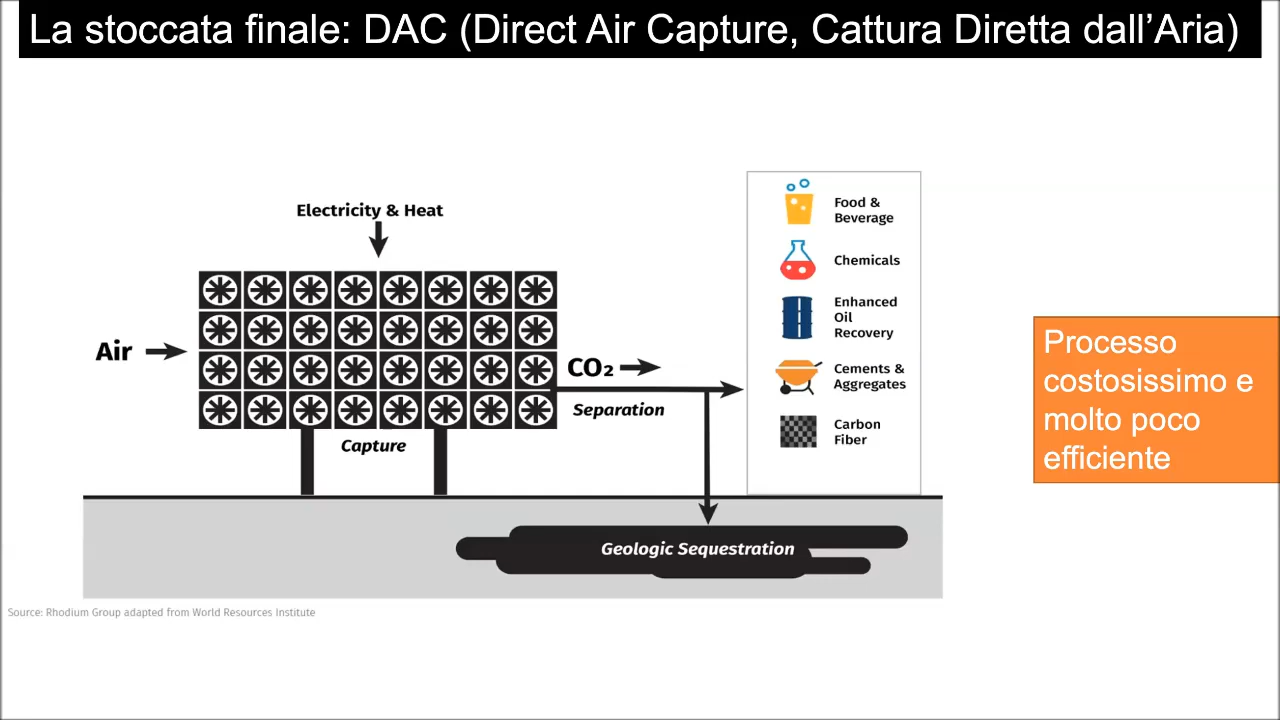 La stoccata finale: DAC (Direct Air Capture, Cattura Diretta dall’Aria)
Electricity & Heat
Air
CO₂
Separation
Capture
Food &
Beverage
Chemicals
Enhanced
Oil
Recovery
Cements &
Aggregates
Carbon
Fiber
Geologic Sequestration
Processo
costosissimo e
molto poco
efficiente
Source: Rhodium Group adapted from World Resources Institute